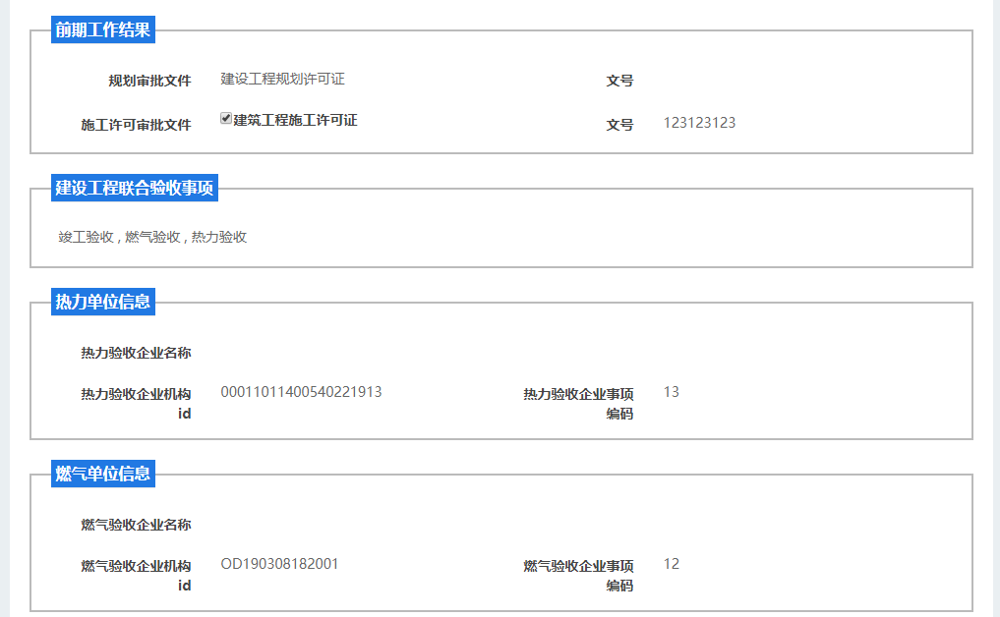 前期工作结果
规划审批文件 建设工程规划许可证 文号
施工许可审批文件 建筑工程施工许可证 文号 123123123
建设工程联合验收事项
竣工验收 , 燃气验收 , 热力验收
热力单位信息
热力验收企业名称
热力验收企业机构 00011011400540221913 热力验收企业事项 13
id 编码
燃气单位信息
燃气验收企业名称
燃气验收企业机构 OD190308182001 燃气验收企业事项 12
id 编码